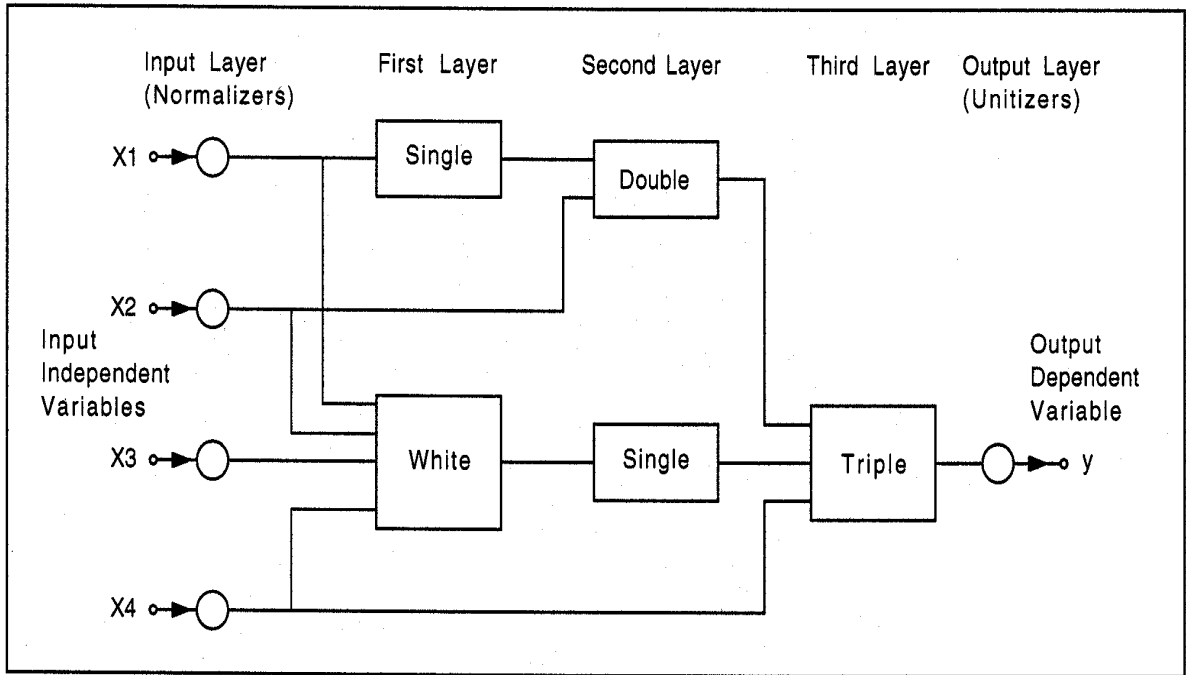 Input Layer
(Normalizers)
First Layer
Second Layer
Third Layer
Output Layer
(Unitizers)
X1
Single
Double
X2
Input
Independent
Variables
Output
Dependent
Variable
X3
White
Single
Triple
y
X4